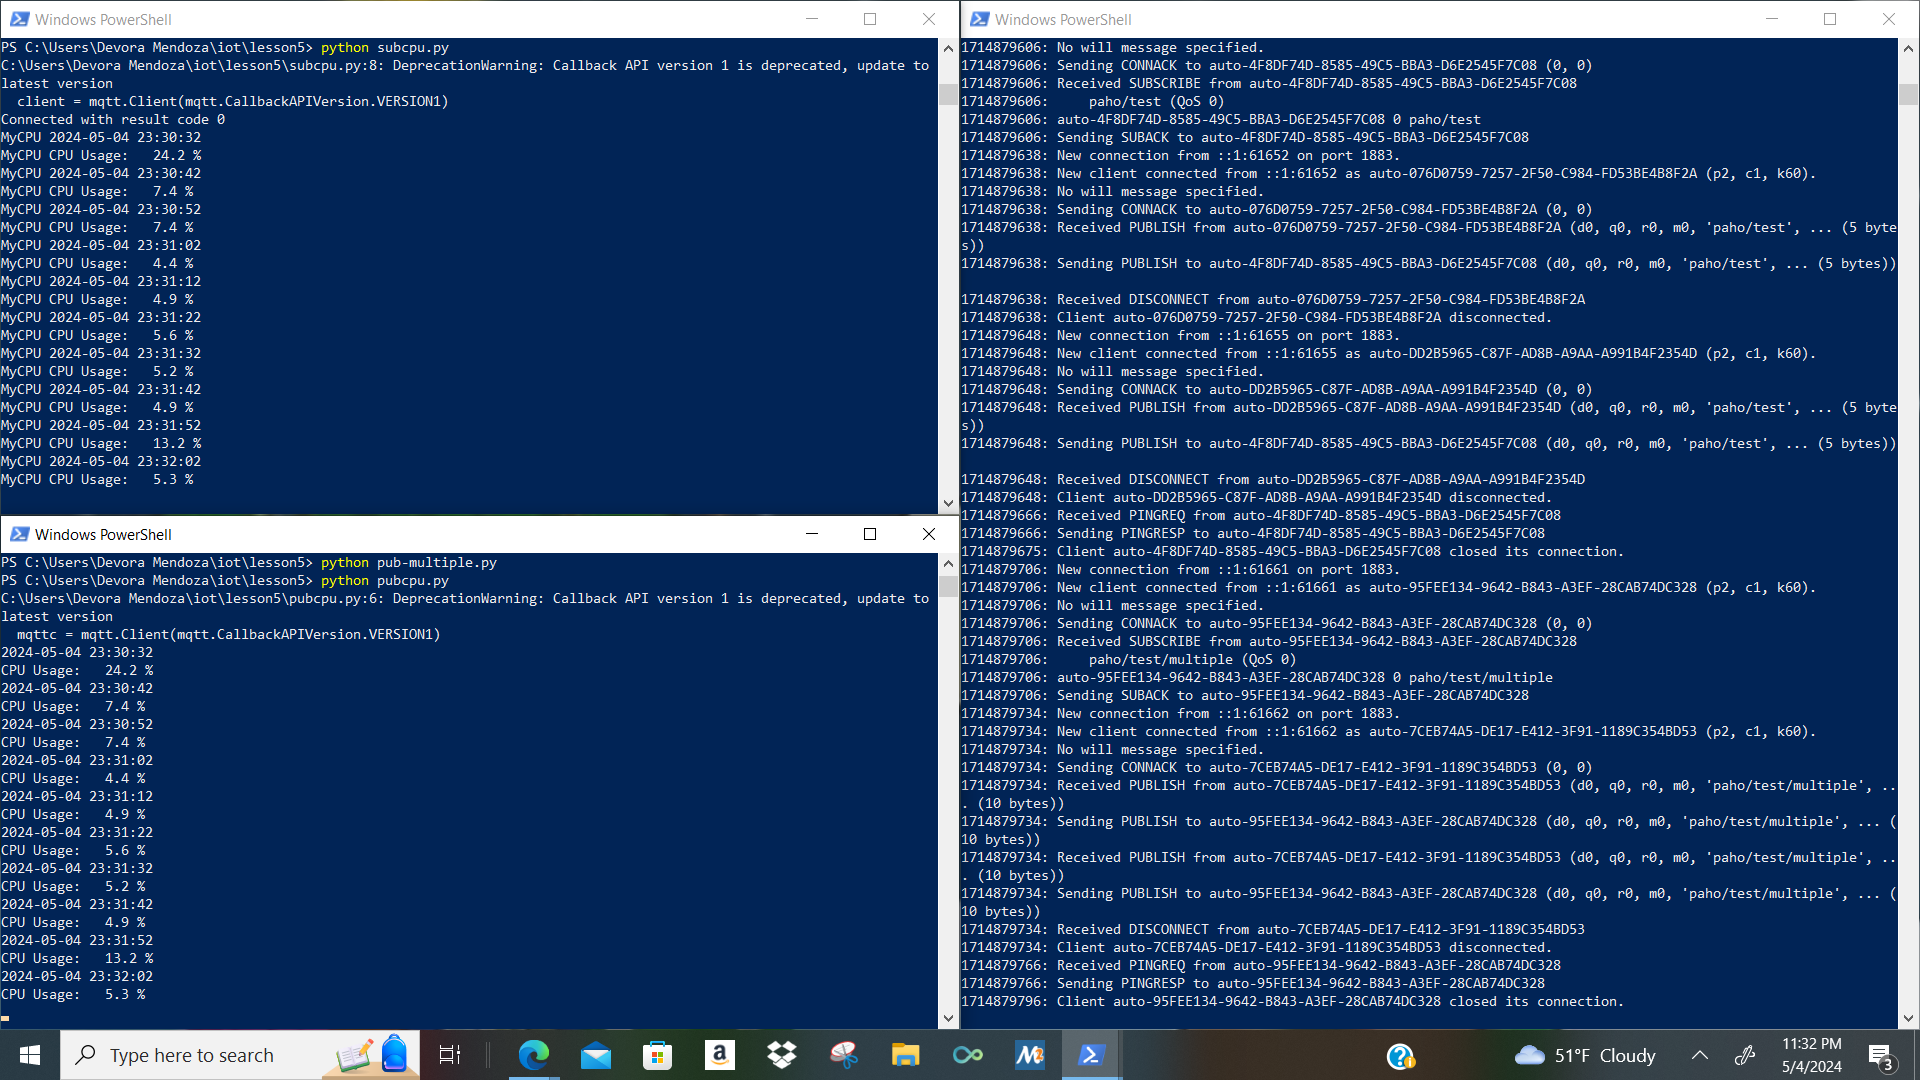 Windows PowerShell
PS C:\Users\Devora Mendoza\iot\lesson5> python subcpu.py
C:\Users\Devora Mendoza\iot\lesson5\subcpu.py:8: DeprecationWarning: Callback API version 1 is deprecated, update to
latest version
  client = mqtt.Client(mqtt.CallbackAPIVersion.VERSION1)
Connected with result code 0
MyCPU 2024-05-04 23:30:32
MyCPU CPU Usage:   24.2 %
MyCPU 2024-05-04 23:30:42
MyCPU CPU Usage:   7.4 %
MyCPU 2024-05-04 23:30:52
MyCPU CPU Usage:   7.4 %
MyCPU 2024-05-04 23:31:02
MyCPU CPU Usage:   4.4 %
MyCPU 2024-05-04 23:31:12
MyCPU CPU Usage:   4.9 %
MyCPU 2024-05-04 23:31:22
MyCPU CPU Usage:   5.6 %
MyCPU 2024-05-04 23:31:32
MyCPU CPU Usage:   5.2 %
MyCPU 2024-05-04 23:31:42
MyCPU CPU Usage:   4.9 %
MyCPU 2024-05-04 23:31:52
MyCPU CPU Usage:   13.2 %
MyCPU 2024-05-04 23:32:02
MyCPU CPU Usage:   5.3 %
Windows PowerShell
PS C:\Users\Devora Mendoza\iot\lesson5> python pub-multiple.py
PS C:\Users\Devora Mendoza\iot\lesson5> python pubcpu.py
C:\Users\Devora Mendoza\iot\lesson5\pubcpu.py:6: DeprecationWarning: Callback API version 1 is deprecated, update to
latest version
  mqttc = mqtt.Client(mqtt.CallbackAPIVersion.VERSION1)
2024-05-04 23:30:32
CPU Usage:   24.2 %
2024-05-04 23:30:42
CPU Usage:   7.4 %
2024-05-04 23:30:52
CPU Usage:   7.4 %
2024-05-04 23:31:02
CPU Usage:   4.4 %
2024-05-04 23:31:12
CPU Usage:   4.9 %
2024-05-04 23:31:22
CPU Usage:   5.6 %
2024-05-04 23:31:32
CPU Usage:   5.2 %
2024-05-04 23:31:42
CPU Usage:   4.9 %
2024-05-04 23:31:52
CPU Usage:   13.2 %
2024-05-04 23:32:02
CPU Usage:   5.3 %
Windows PowerShell
1714879606: No will message specified.
1714879606: Sending CONNACK to auto-4F8DF74D-8585-49C5-BBA3-D6E2545F7C08 (0, 0)
1714879606: Received SUBSCRIBE from auto-4F8DF74D-8585-49C5-BBA3-D6E2545F7C08
1714879606:     paho/test (QoS 0)
1714879606: auto-4F8DF74D-8585-49C5-BBA3-D6E2545F7C08 0 paho/test
1714879606: Sending SUBACK to auto-4F8DF74D-8585-49C5-BBA3-D6E2545F7C08
1714879638: New connection from ::1:61652 on port 1883.
1714879638: New client connected from ::1:61652 as auto-076D0759-7257-2F50-C984-FD53BE4B8F2A (p2, c1, k60).
1714879638: No will message specified.
1714879638: Sending CONNACK to auto-076D0759-7257-2F50-C984-FD53BE4B8F2A (0, 0)
1714879638: Received PUBLISH from auto-076D0759-7257-2F50-C984-FD53BE4B8F2A (d0, q0, r0, m0, 'paho/test', ... (5 byte
s))
1714879638: Sending PUBLISH to auto-4F8DF74D-8585-49C5-BBA3-D6E2545F7C08 (d0, q0, r0, m0, 'paho/test', ... (5 bytes))
1714879638: Received DISCONNECT from auto-076D0759-7257-2F50-C984-FD53BE4B8F2A
1714879638: Client auto-076D0759-7257-2F50-C984-FD53BE4B8F2A disconnected.
1714879648: New connection from ::1:61655 on port 1883.
1714879648: New client connected from ::1:61655 as auto-DD2B5965-C87F-AD8B-A9AA-A991B4F2354D (p2, c1, k60).
1714879648: No will message specified.
1714879648: Sending CONNACK to auto-DD2B5965-C87F-AD8B-A9AA-A991B4F2354D (0, 0)
1714879648: Received PUBLISH from auto-DD2B5965-C87F-AD8B-A9AA-A991B4F2354D (d0, q0, r0, m0, 'paho/test', ... (5 byte
s))
1714879648: Sending PUBLISH to auto-4F8DF74D-8585-49C5-BBA3-D6E2545F7C08 (d0, q0, r0, m0, 'paho/test', ... (5 bytes))
1714879648: Received DISCONNECT from auto-DD2B5965-C87F-AD8B-A9AA-A991B4F2354D
1714879648: Client auto-DD2B5965-C87F-AD8B-A9AA-A991B4F2354D disconnected.
1714879666: Received PINGREQ from auto-4F8DF74D-8585-49C5-BBA3-D6E2545F7C08
1714879666: Sending PINGRESP to auto-4F8DF74D-8585-49C5-BBA3-D6E2545F7C08
1714879675: Client auto-4F8DF74D-8585-49C5-BBA3-D6E2545F7C08 closed its connection.
1714879706: New connection from ::1:61661 on port 1883.
1714879706: New client connected from ::1:61661 as auto-95FEE134-9642-B843-A3EF-28CAB74DC328 (p2, c1, k60).
1714879706: No will message specified.
1714879706: Sending CONNACK to auto-95FEE134-9642-B843-A3EF-28CAB74DC328 (0, 0)
1714879706: Received SUBSCRIBE from auto-95FEE134-9642-B843-A3EF-28CAB74DC328
1714879706:     paho/test/multiple (QoS 0)
1714879706: auto-95FEE134-9642-B843-A3EF-28CAB74DC328 0 paho/test/multiple
1714879706: Sending SUBACK to auto-95FEE134-9642-B843-A3EF-28CAB74DC328
1714879734: New connection from ::1:61662 on port 1883.
1714879734: New client connected from ::1:61662 as auto-7CEB74A5-DE17-E412-3F91-1189C354BD53 (p2, c1, k60).
1714879734: No will message specified.
1714879734: Sending CONNACK to auto-7CEB74A5-DE17-E412-3F91-1189C354BD53 (0, 0)
1714879734: Received PUBLISH from auto-7CEB74A5-DE17-E412-3F91-1189C354BD53 (d0, q0, r0, m0, 'paho/test/multiple', ..
. (10 bytes))
1714879734: Sending PUBLISH to auto-95FEE134-9642-B843-A3EF-28CAB74DC328 (d0, q0, r0, m0, 'paho/test/multiple', ... (
10 bytes))
1714879734: Received PUBLISH from auto-7CEB74A5-DE17-E412-3F91-1189C354BD53 (d0, q0, r0, m0, 'paho/test/multiple', ..
. (10 bytes))
1714879734: Sending PUBLISH to auto-95FEE134-9642-B843-A3EF-28CAB74DC328 (d0, q0, r0, m0, 'paho/test/multiple', ... (
10 bytes))
1714879734: Received DISCONNECT from auto-7CEB74A5-DE17-E412-3F91-1189C354BD53
1714879734: Client auto-7CEB74A5-DE17-E412-3F91-1189C354BD53 disconnected.
1714879766: Received PINGREQ from auto-95FEE134-9642-B843-A3EF-28CAB74DC328
1714879766: Sending PINGRESP to auto-95FEE134-9642-B843-A3EF-28CAB74DC328
1714879796: Client auto-95FEE134-9642-B843-A3EF-28CAB74DC328 closed its connection.
Type here to search
51°F Cloudy
11:32 PM
5/4/2024
3